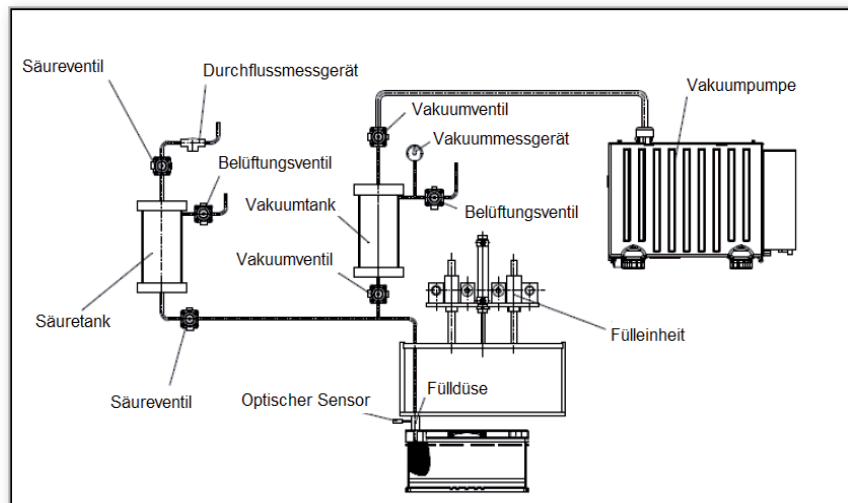 Säureventil
Durchflussmessgerät
Vakuumpumpe
Vakuumventil
Vakuummessgerät
Belüftungsventil
Vakuumtank
Belüftungsventil
Vakuumventil
Säuretank
Fülleinheit
Säureventil
Optischer Sensor
Fülldüse